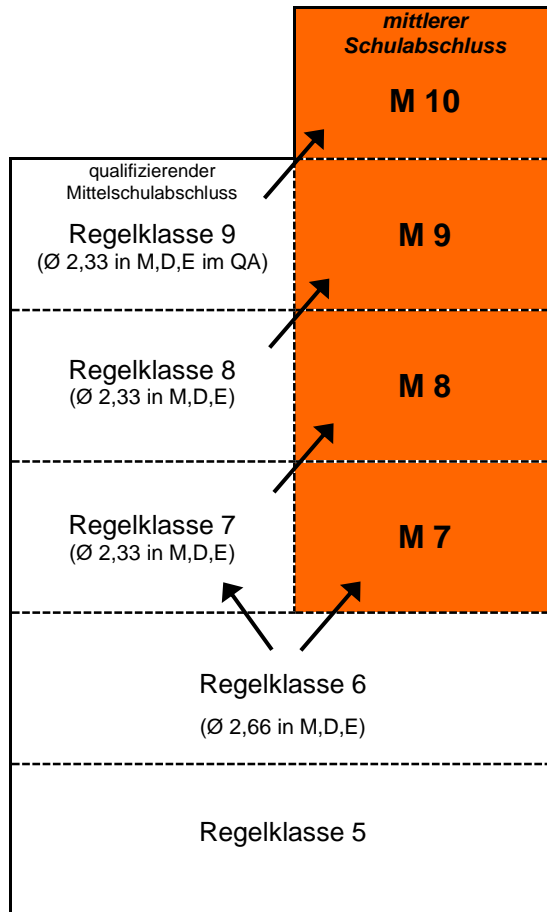 mittlerer
Schulabschluss
M 10
qualifizierender
Mittelschulabschluss
Regelklasse 9
(Ø 2,33 in M,D,E im QA)
M 9
Regelklasse 8
(Ø 2,33 in M,D,E)
M 8
Regelklasse 7
(Ø 2,33 in M,D,E)
M 7
Regelklasse 6
(Ø 2,66 in M,D,E)
Regelklasse 5